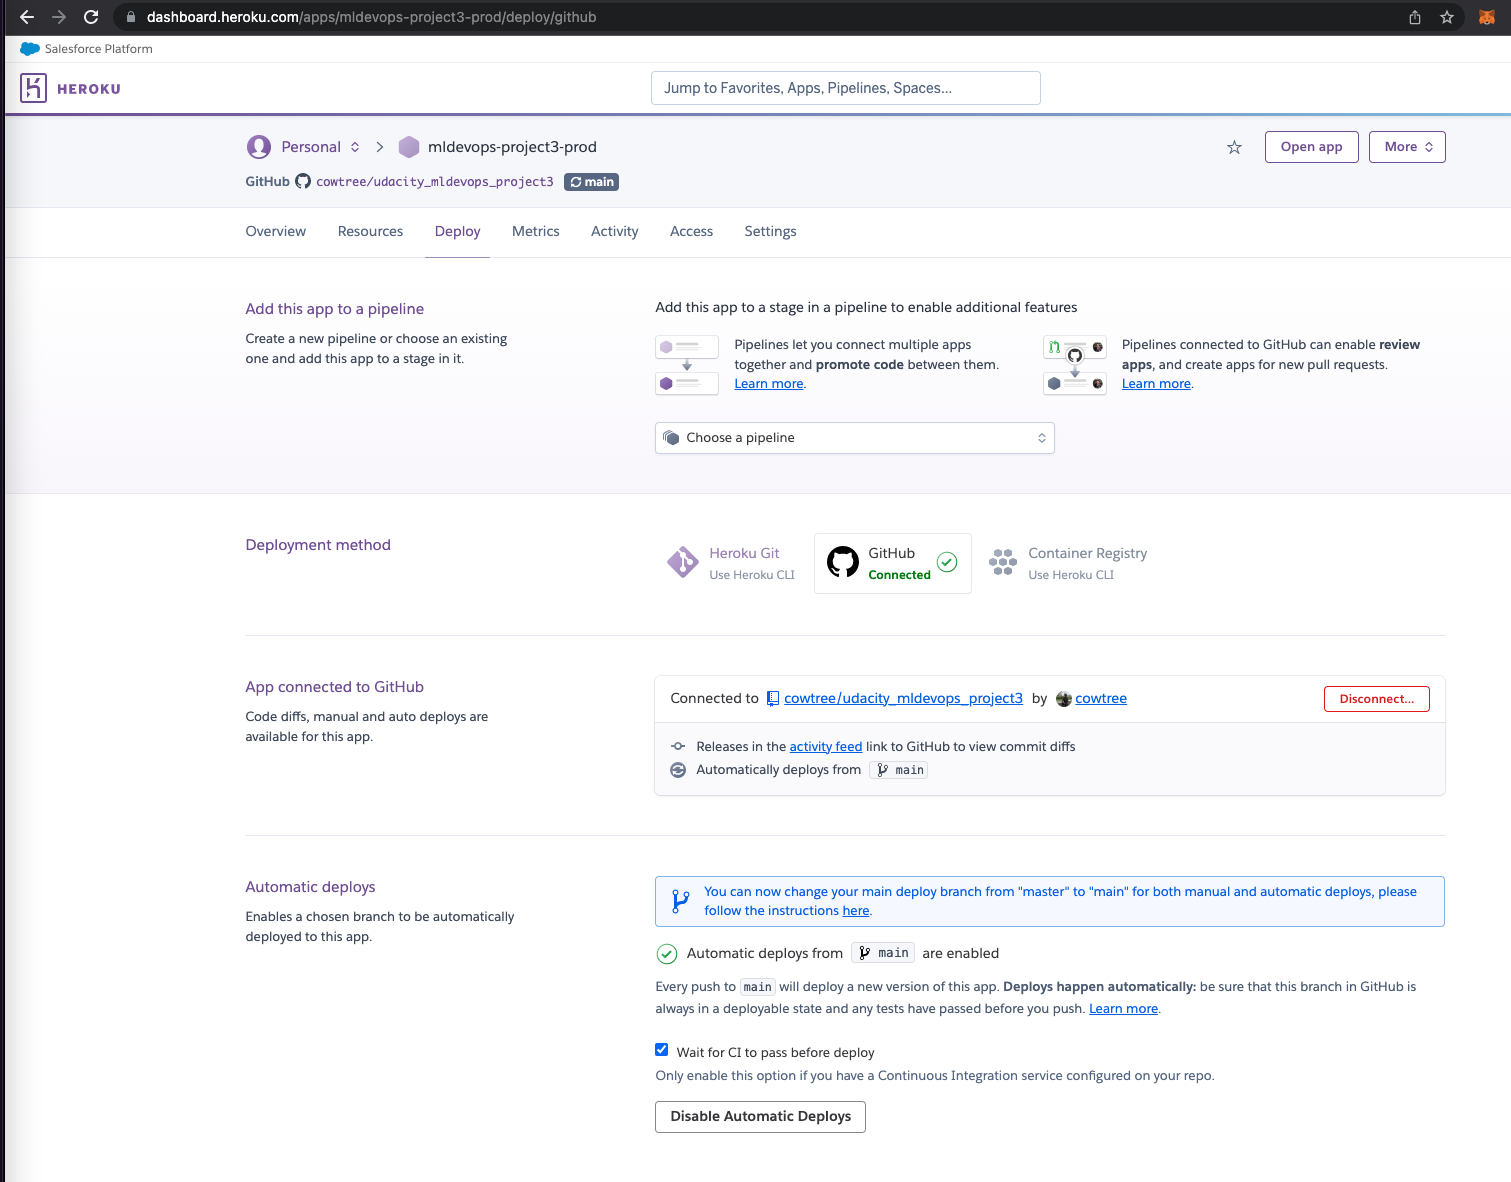 dashboard.heroku.com/apps/mldevops-project3-prod/deploy/github
Salesforce Platform
HEROKU
Jump to Favorites, Apps, Pipelines, Spaces...
Personal > mldevops-project3-prod
Open app
More
GitHub cowtree/udacity_mldevops_project3 main
Overview Resources Deploy Metrics Activity Access Settings
Add this app to a pipeline
Create a new pipeline or choose an existing
one and add this app to a stage in it.
Add this app to a stage in a pipeline to enable additional features
Pipelines let you connect multiple apps
together and promote code between them.
Learn more.
Pipelines connected to GitHub can enable review
apps, and create apps for new pull requests.
Learn more.
Choose a pipeline
Deployment method
Heroku Git
Use Heroku CLI
GitHub
Connected
Container Registry
Use Heroku CLI
App connected to GitHub
Code diffs, manual and auto deploys are
available for this app.
Connected to cowtree/udacity_mldevops_project3 by cowtree
Disconnect...
Releases in the activity feed link to GitHub to view commit diffs
Automatically deploys from main
Automatic deploys
Enables a chosen branch to be automatically
deployed to this app.
You can now change your main deploy branch from "master" to "main" for both manual and automatic deploys, please
follow the instructions here.
Automatic deploys from main are enabled
Every push to main will deploy a new version of this app. Deploys happen automatically: be sure that this branch in GitHub is
always in a deployable state and any tests have passed before you push. Learn more.
Wait for CI to pass before deploy
Only enable this option if you have a Continuous Integration service configured on your repo.
Disable Automatic Deploys